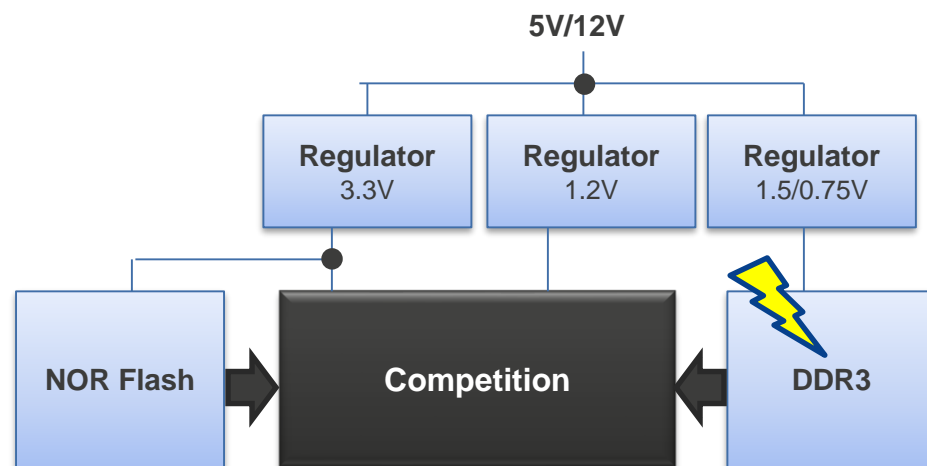 5V/12V
Regulator
3.3V
Regulator
1.2V
Regulator
1.5/0.75V
NOR Flash
Competition
DDR3